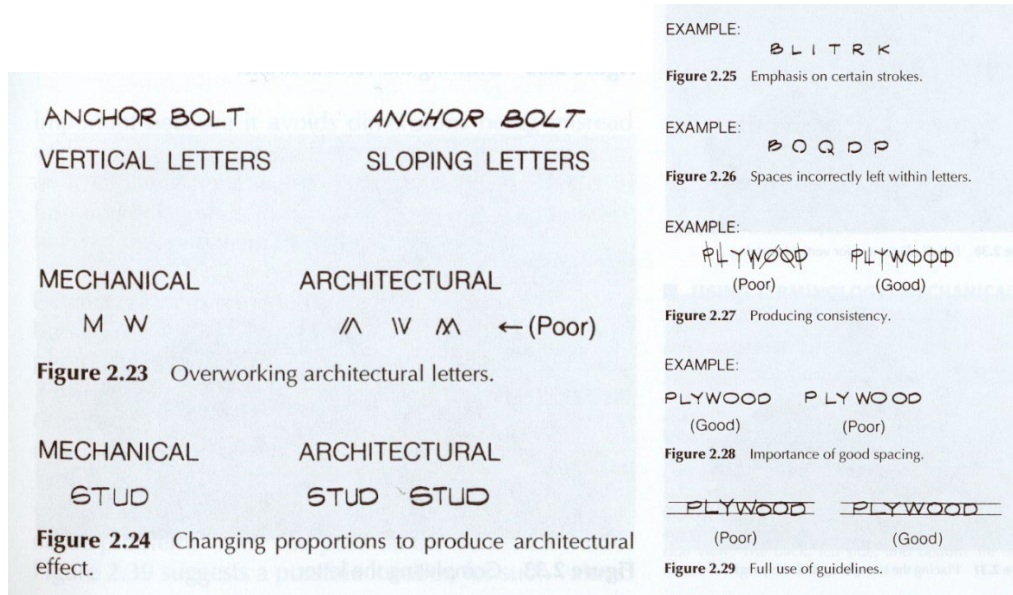 ANCHOR BOLT ANCHOR BOLT
VERTICAL LETTERS SLOPING LETTERS
MECHANICAL ARCHITECTURAL
M W ← (Poor)
Figure 2.23 Overworking architectural letters.
MECHANICAL ARCHITECTURAL
STUD STUD STUD
Figure 2.24 Changing proportions to produce architectural
effect.
EXAMPLE:
B L I T R K
Figure 2.25 Emphasis on certain strokes.
EXAMPLE:
B O Q D P
Figure 2.26 Spaces incorrectly left within letters.
EXAMPLE:
PLYWOOD PLYWOOD
(Poor) (Good)
Figure 2.27 Producing consistency.
EXAMPLE:
PLYWOOD P LY WO OD
(Good) (Poor)
Figure 2.28 Importance of good spacing.
PLYWOOD PLYWOOD
(Poor) (Good)
Figure 2.29 Full use of guidelines.